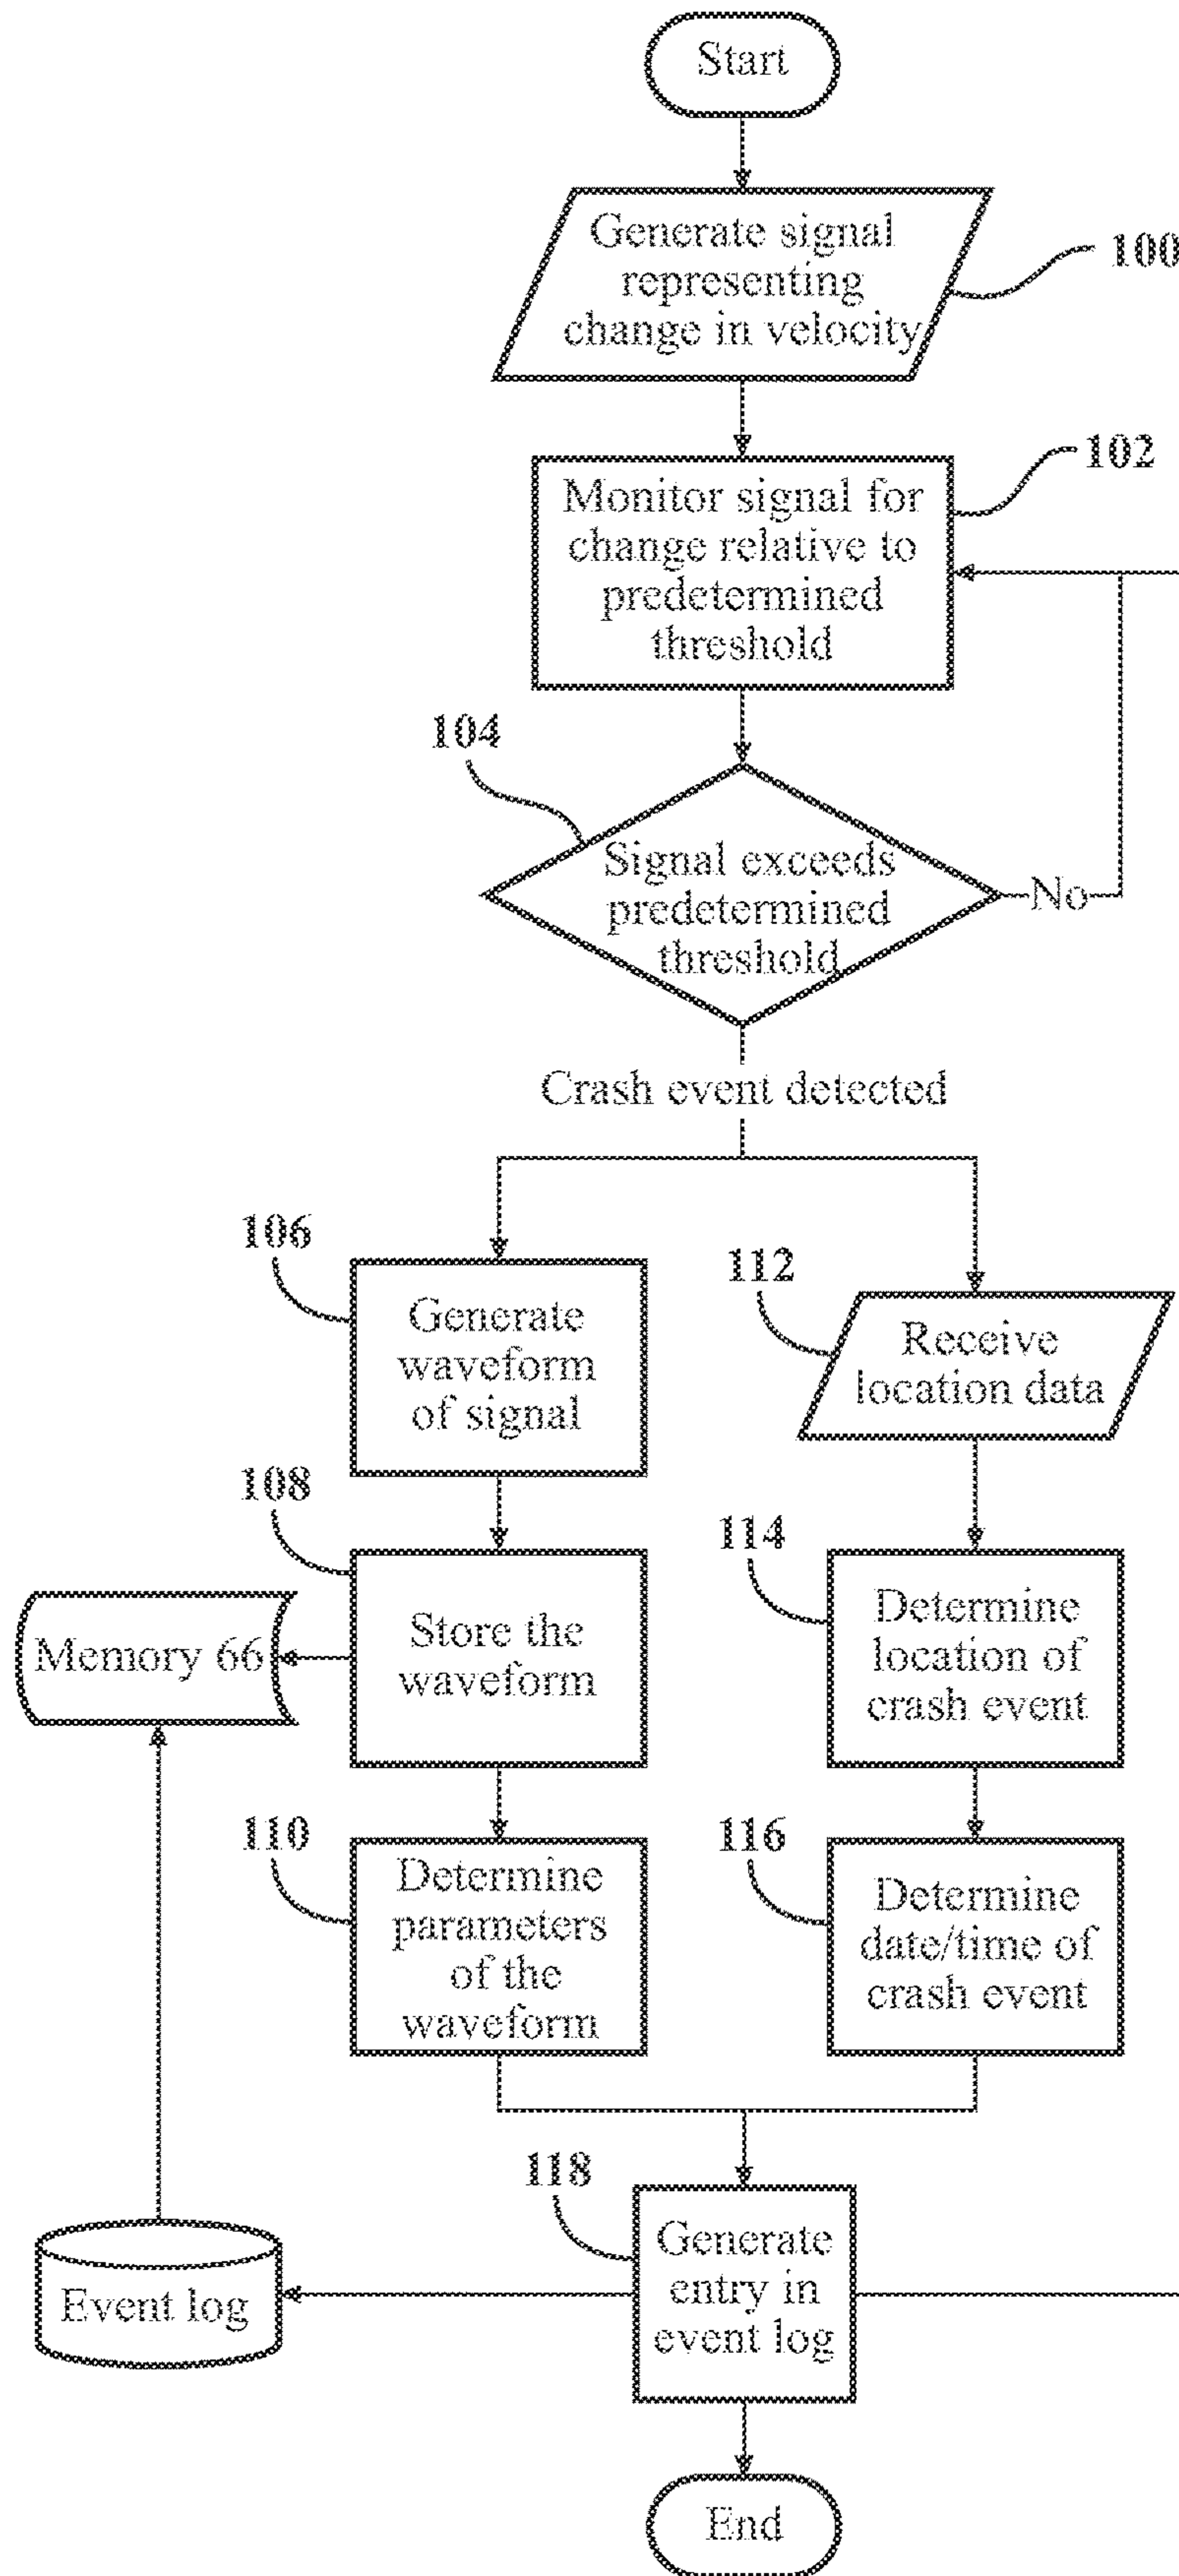 Start
Generate signal
representing
change in velocity
100
102
Monitor signal for
change relative to
predetermined
threshold
104
Signal exceeds
predetermined
threshold
No
Crash event detected
106
Generate
waveform
of signal
112
Receive
location data
108
Store the
waveform
Memory 66
114
Determine
location of
crash event
110
Determine
parameters
of the
waveform
116
Determine
date/time of
crash event
118
Generate
entry in
event log
Event log
End